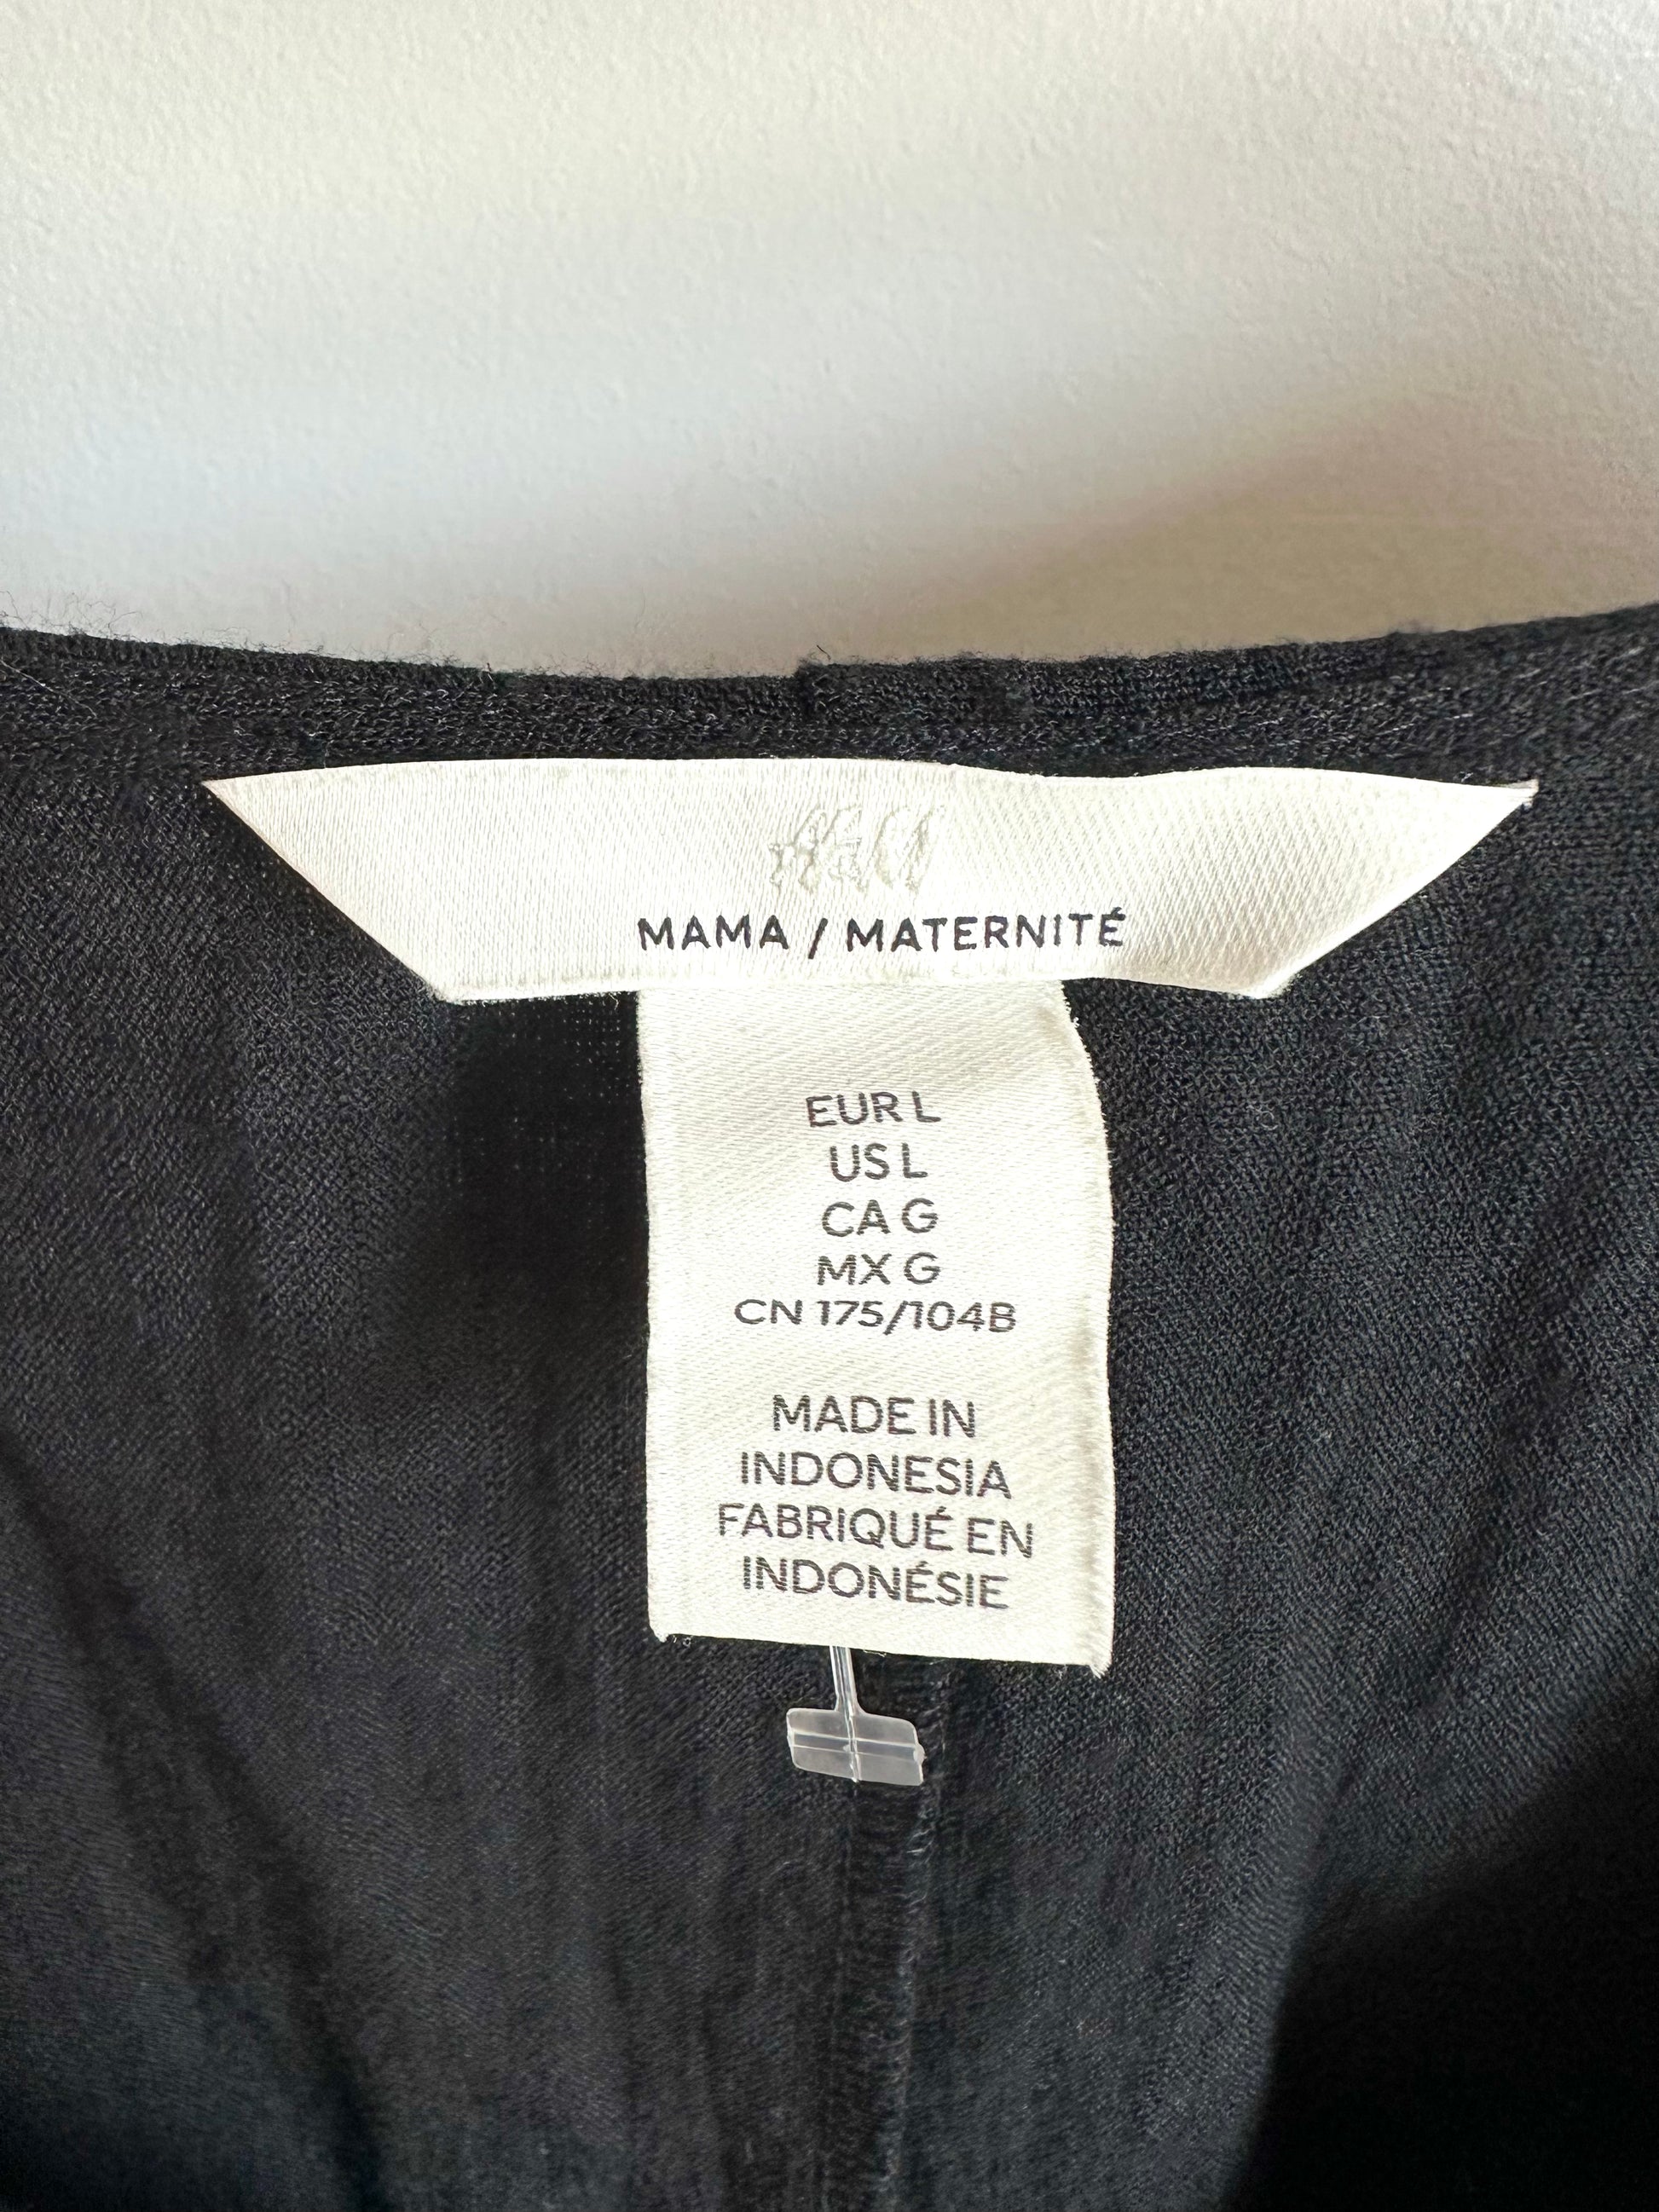 H&M
MAMA / MATERNITÉ
EUR L
US L
CA G
MX G
CN 175/104B
MADE IN
INDONESIA
FABRIQUÉ EN
INDONÉSIE